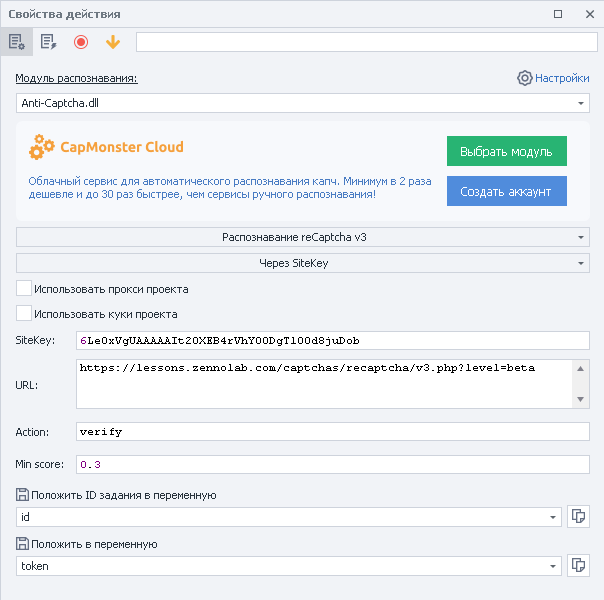 Свойства действия
Модуль распознавания:
Настройки
Anti-Captcha.dll
CapMonster Cloud
Облачный сервис для автоматического распознавания капч. Минимум в 2 раза
дешевле и до 30 раз быстрее, чем сервисы ручного распознавания!
Выбрать модуль
Создать аккаунт
Распознавание reCaptcha v3
Через SiteKey
Использовать прокси проекта
Использовать куки проекта
SiteKey:
6Le0xVgUAAAAAIt20XEB4rVhYOODgTl00d8juDob
URL:
https://lessons.zennolab.com/captchas/recaptcha/v3.php?level=beta
Action:
verify
Min score:
0.3
Положить ID задания в переменную
id
Положить в переменную
token